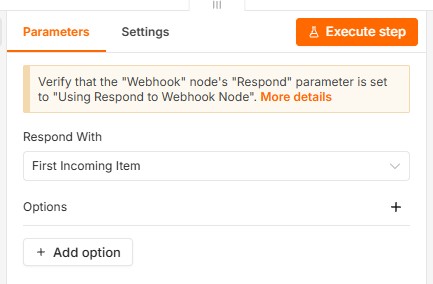 Parameters
Settings
Execute step
Verify that the "Webhook" node's "Respond" parameter is set
to "Using Respond to Webhook Node". More details
Respond With
First Incoming Item
Options
+
+ Add option